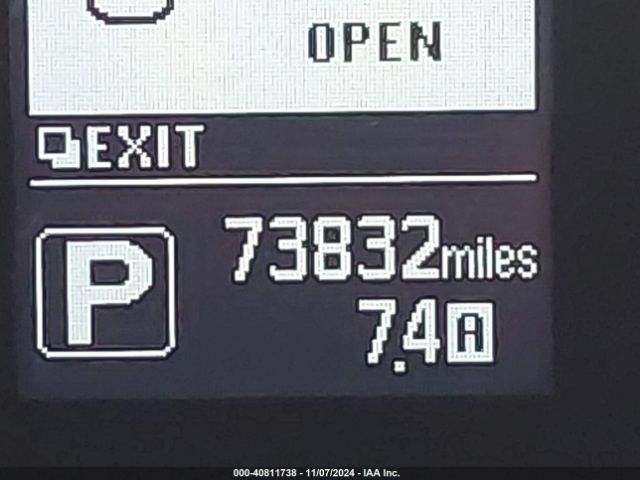 OPEN
EXIT
P
73832miles
7.4A
000-40811738 - 11/07/2024 - IAA Inc.